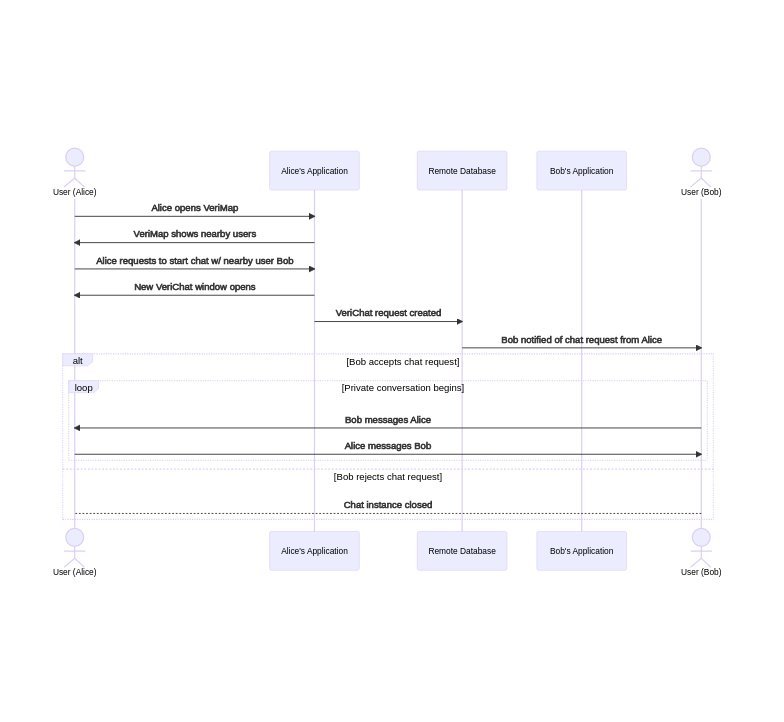 User (Alice)
Alice's Application
Remote Database
Bob's Application
User (Bob)
Alice opens VeriMap
VeriMap shows nearby users
Alice requests to start chat w/ nearby user Bob
New VeriChat window opens
VeriChat request created
Bob notified of chat request from Alice
alt
[Bob accepts chat request]
loop
[Private conversation begins]
Bob messages Alice
Alice messages Bob
[Bob rejects chat request]
Chat instance closed
User (Alice)
Alice's Application
Remote Database
Bob's Application
User (Bob)